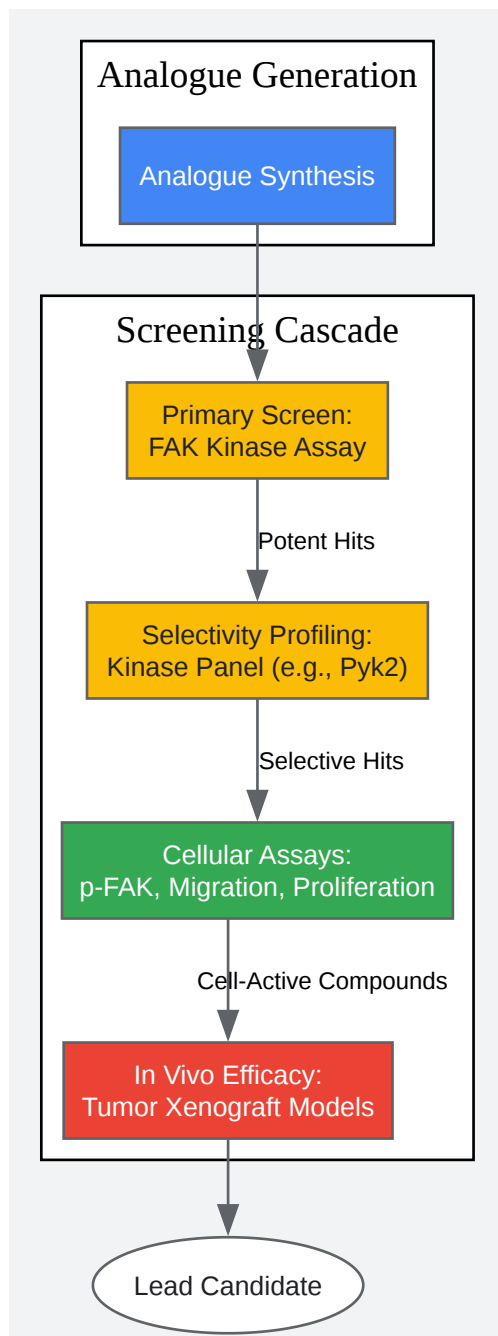 Analogue Generation
Analogue Synthesis
Screening Cascade
Primary Screen:
FAK Kinase Assay
Potent Hits
Selectivity Profiling:
Kinase Panel (e.g., Pyk2)
Selective Hits
Cellular Assays:
p-FAK, Migration, Proliferation
Cell-Active Compounds
In Vivo Efficacy:
Tumor Xenograft Models
Lead Candidate